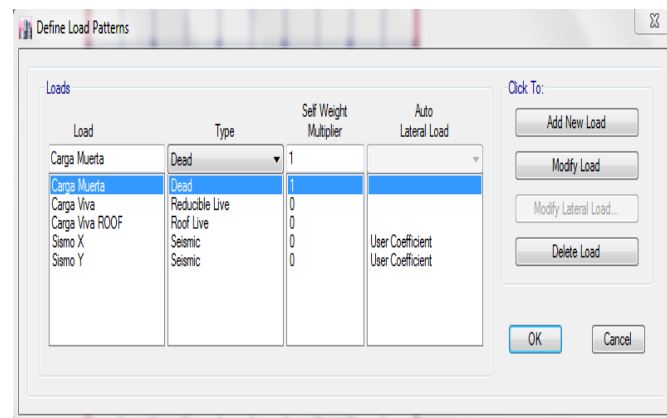 Define Load Patterns
Loads
Click To:
Load Type Self Weight Multiplier Auto Lateral Load
Carga Muerta Dead 1
Carga Muerta Dead 1
Carga Viva Reducible Live 0
Carga Viva ROOF Roof Live 0
Sismo X Seismic 0 User Coefficient
Sismo Y Seismic 0 User Coefficient
Add New Load
Modify Load
Modify Lateral Load...
Delete Load
OK Cancel